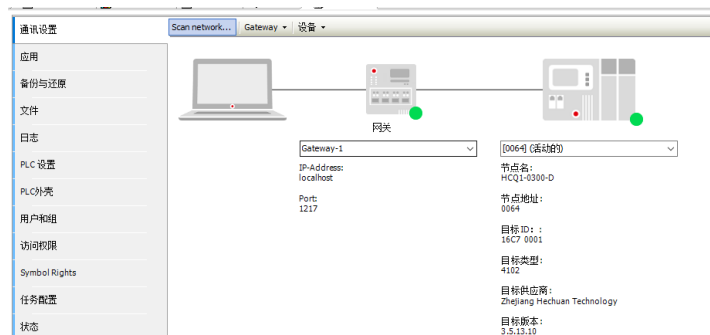 通讯设置
Scan network... Gateway 设备
应用
备份与还原
文件
日志
PLC 设置
PLC外壳
用户和组
访问权限
Symbol Rights
任务配置
状态
网关
Gateway-1
IP-Address:
localhost
Port:
1217
[0064] (活动的)
节点名:
HCQ1-0300-D
节点地址:
0064
目标ID: :
16C7 0001
目标类型:
4102
目标供应商:
Zhejiang Hechuan Technology
目标版本:
3.5.13.10